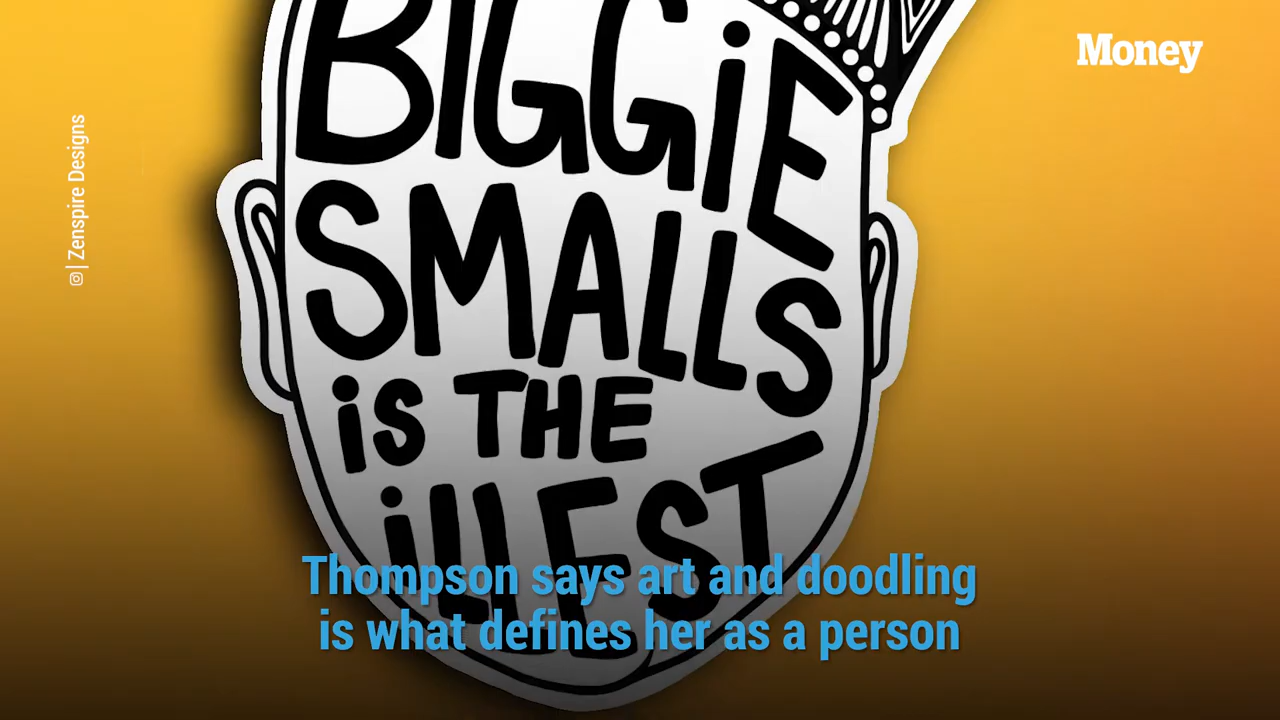 Money
Zenspire Designs
BIGGiE
SMALLS
iS THE
iLLEST
Thompson says art and doodling
is what defines her as a person